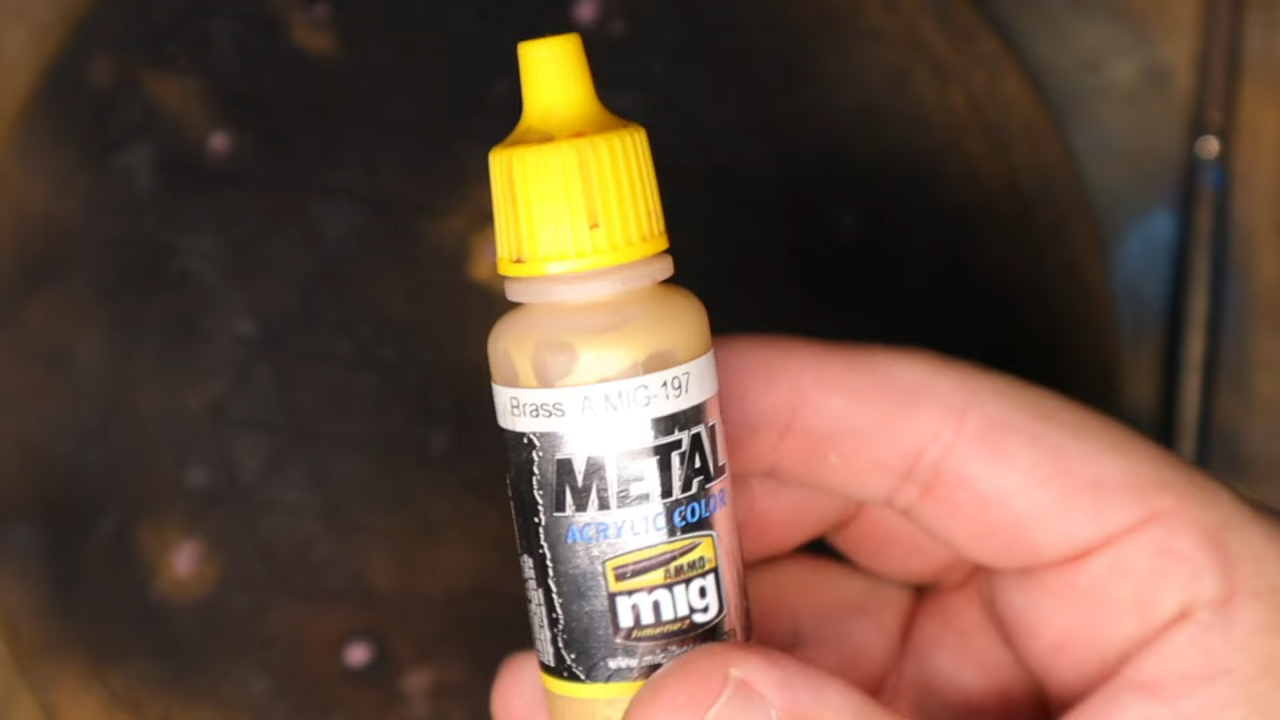 Brass A MIG-197
METAL
ACRYLIC COLOR
AMMO
mig
jimenez